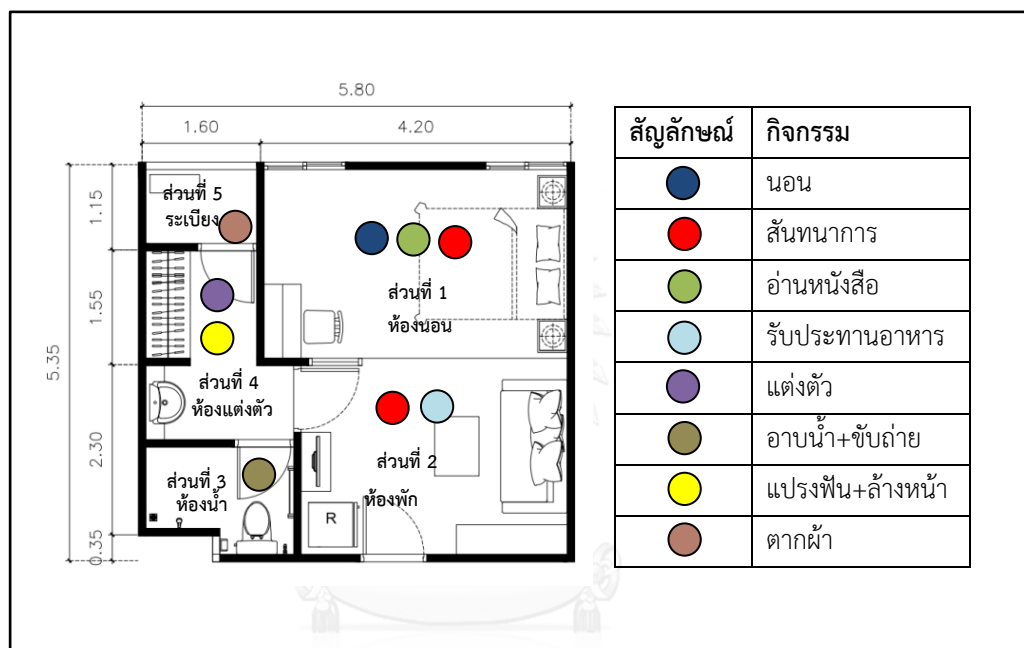 5.80
1.60
4.20
5.35
1.15
1.55
2.30
0.35
ส่วนที่ 5
ระเบียง
ส่วนที่ 1
ห้องนอน
ส่วนที่ 4
ห้องแต่งตัว
ส่วนที่ 3
ห้องน้ำ
ส่วนที่ 2
ห้องพัก
R
สัญลักษณ์ กิจกรรม
นอน
สันทนาการ
อ่านหนังสือ
รับประทานอาหาร
แต่งตัว
อาบน้ำ+ขับถ่าย
แปรงฟัน+ล้างหน้า
ตากผ้า